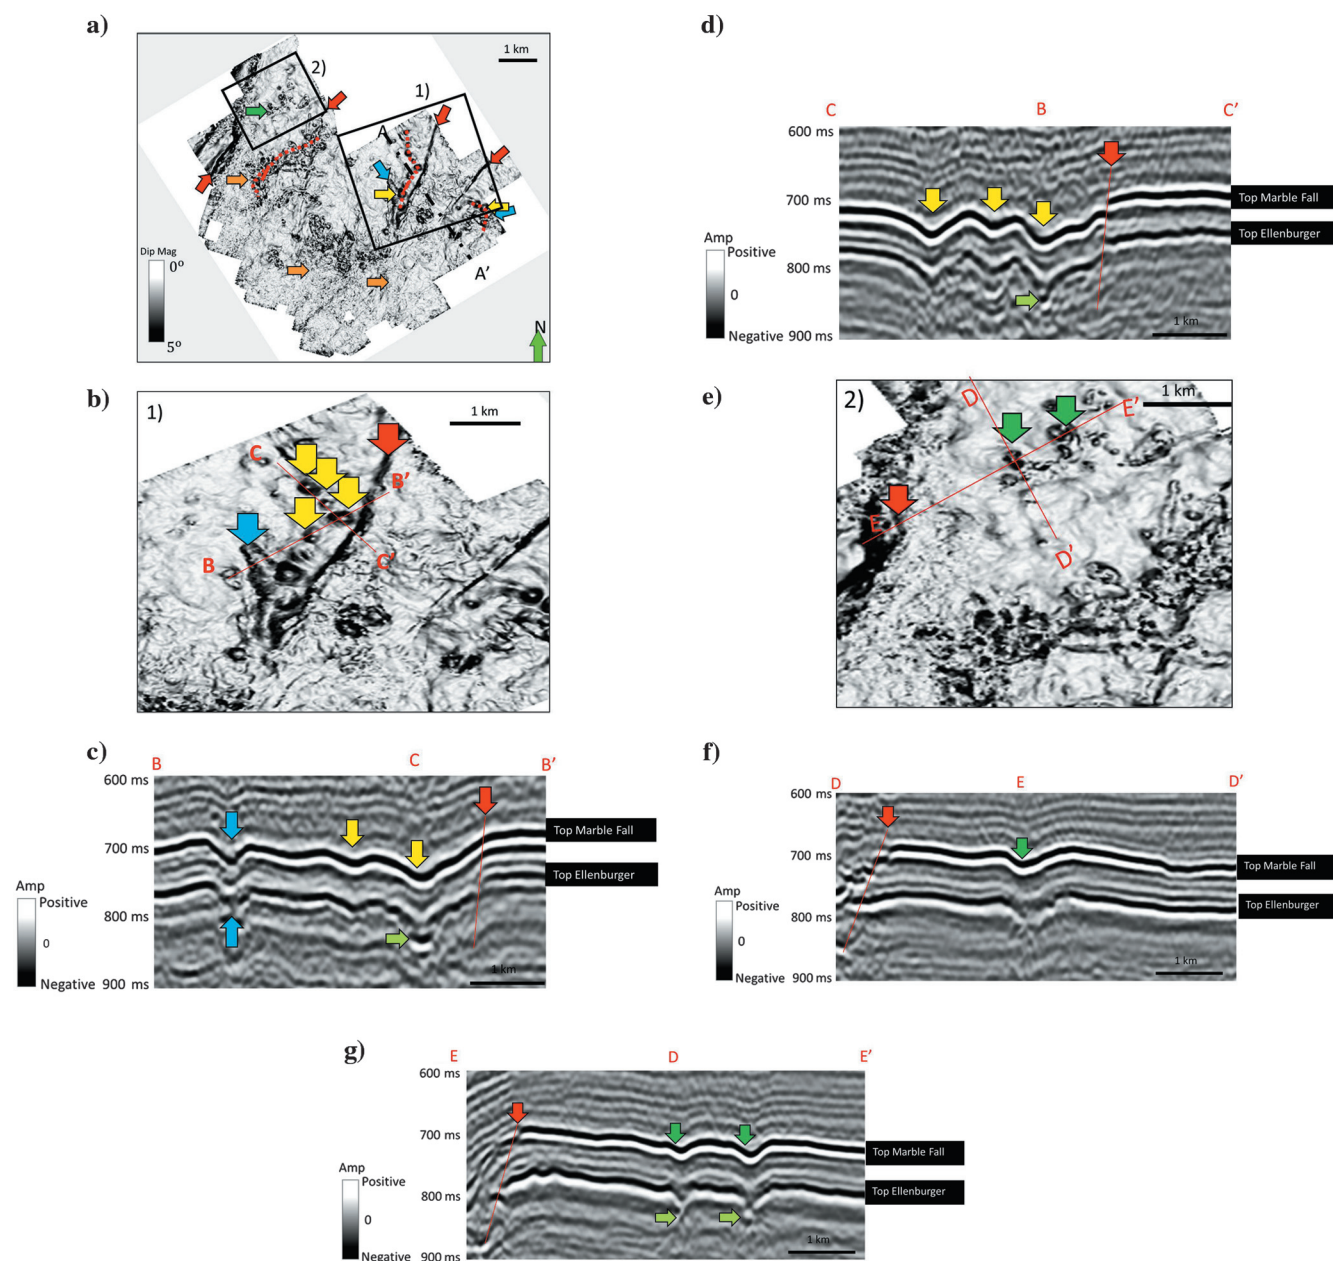 a)
1 km
2)
1)
A
A’
Dip Mag
0°
5°
N
b)
1)
1 km
C
B’
B
C’
c)
B
C
B’
600 ms
700 ms
800 ms
900 ms
Top Marble Fall
Top Ellenburger
Amp
Positive
0
Negative
1 km
d)
C
B
C’
600 ms
700 ms
800 ms
900 ms
Top Marble Fall
Top Ellenburger
Amp
Positive
0
Negative
1 km
e)
2)
1 km
D
E’
E
D’
f)
D
E
D’
600 ms
700 ms
800 ms
900 ms
Top Marble Fall
Top Ellenburger
Amp
Positive
0
Negative
1 km
g)
E
D
E’
600 ms
700 ms
800 ms
900 ms
Top Marble Fall
Top Ellenburger
Amp
Positive
0
Negative
1 km